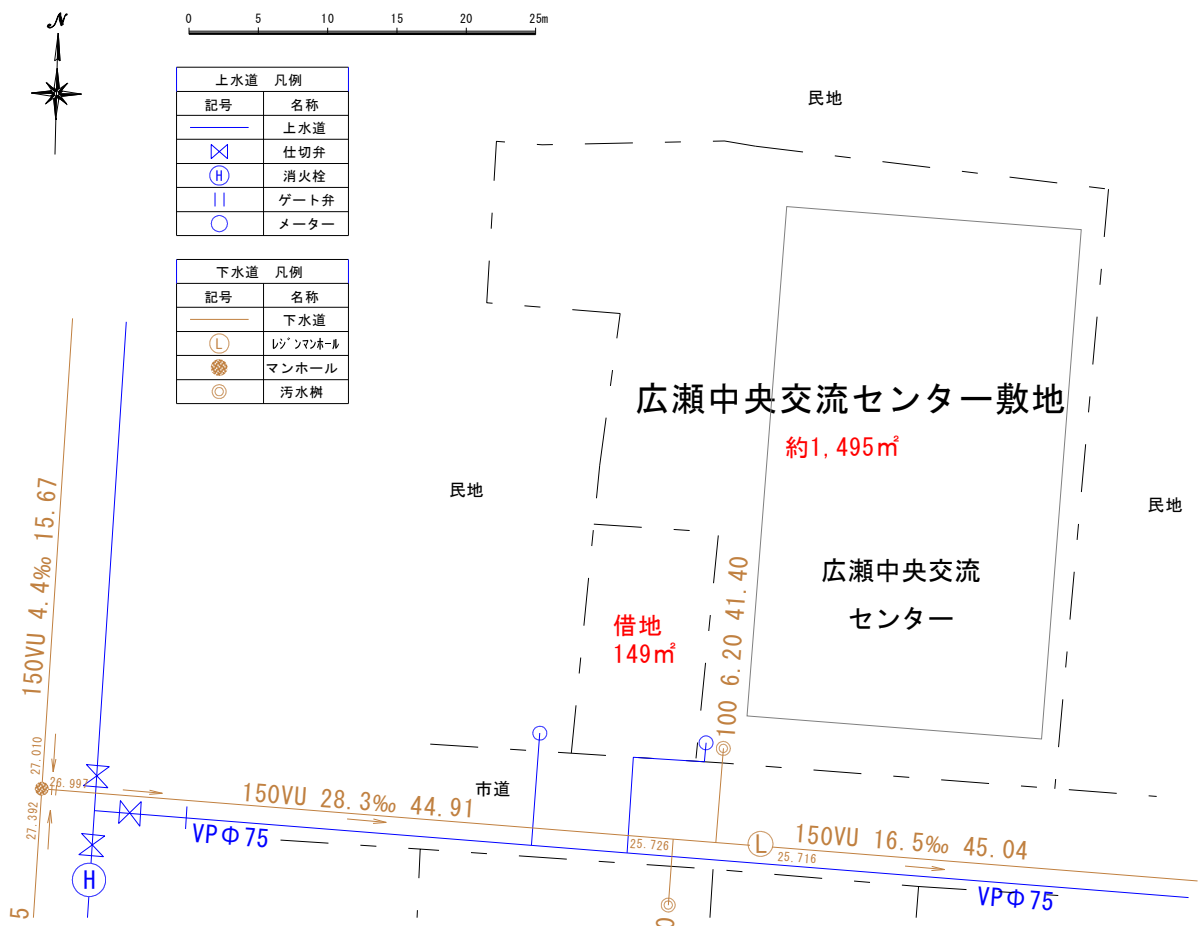 N
0 5 10 15 20 25m
上水道 凡例
記号 名称
上水道
仕切弁
H 消火栓
ゲート弁
メーター
下水道 凡例
記号 名称
下水道
L ﾚｼﾞﾝﾏﾝﾎｰﾙ
マンホール
汚水桝
民地
広瀬中央交流センター敷地
約1,495㎡
民地
民地
広瀬中央交流
センター
借地
149㎡
150VU 4.4‰ 15.67
100 6.20 41.40
27.010
26.997
27.392
市道
150VU 28.3‰ 44.91
VPΦ75
25.726
L
25.716
150VU 16.5‰ 45.04
VPΦ75
H
5
0